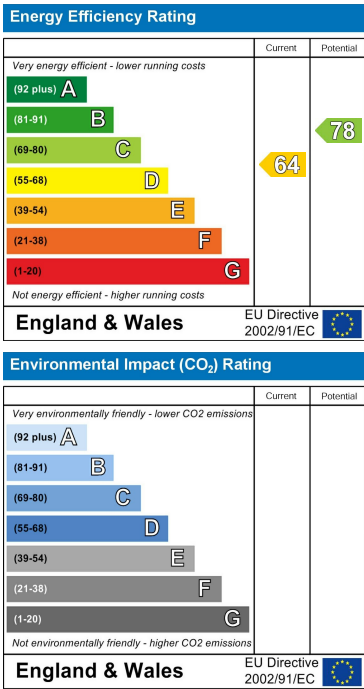 Energy Efficiency Rating
Current Potential
Very energy efficient - lower running costs
(92 plus) A
(81-91) B
78
(69-80) C
64
(55-68) D
(39-54) E
(21-38) F
(1-20) G
Not energy efficient - higher running costs
England & Wales
EU Directive
2002/91/EC
Environmental Impact (CO₂) Rating
Current Potential
Very environmentally friendly - lower CO2 emissions
(92 plus) A
(81-91) B
(69-80) C
(55-68) D
(39-54) E
(21-38) F
(1-20) G
Not environmentally friendly - higher CO2 emissions
England & Wales
EU Directive
2002/91/EC